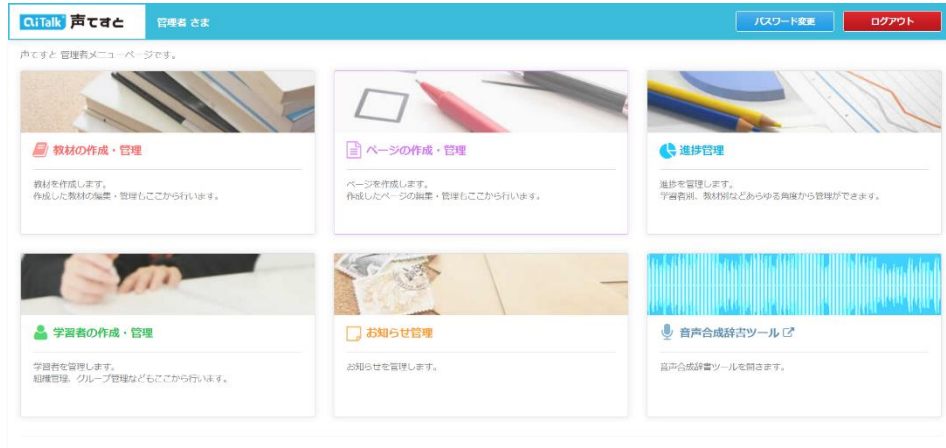 AITalk 声てすと
管理者 さま
パスワード変更
ログアウト
声てすと 管理者メニューページです。
教材の作成・管理
教材を作成します。
作成した教材の編集・管理もここから行います。
ページの作成・管理
ページを作成します。
作成したページの編集・管理もここから行います。
進捗管理
進捗を管理します。
学習者別、教材別などあらゆる角度から管理ができます。
学習者の作成・管理
学習者を管理します。
組織管理、グループ管理などもここから行います。
お知らせ管理
お知らせを管理します。
音声合成辞書ツール
音声合成辞書ツールを開きます。